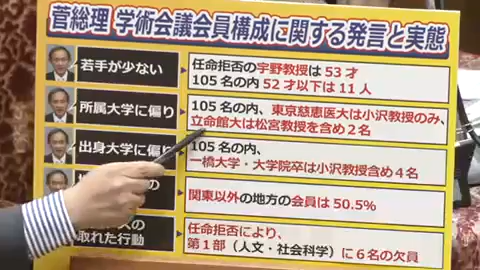 菅総理 学術会議会員構成に関する発言と実態
若手が少ない
任命拒否の宇野教授は53才
105名の内52才以下は11人
所属大学に偏り
105名の内、東京慈恵医大は小沢教授のみ、
立命館大は松宮教授を含め2名
出身大学に偏り
105名の内、
一橋大学・大学院卒は小沢教授含め4名
の
関東以外の地方の会員は50.5%
の
取れた行動
任命拒否により、
第1部（人文・社会科学）に6名の欠員